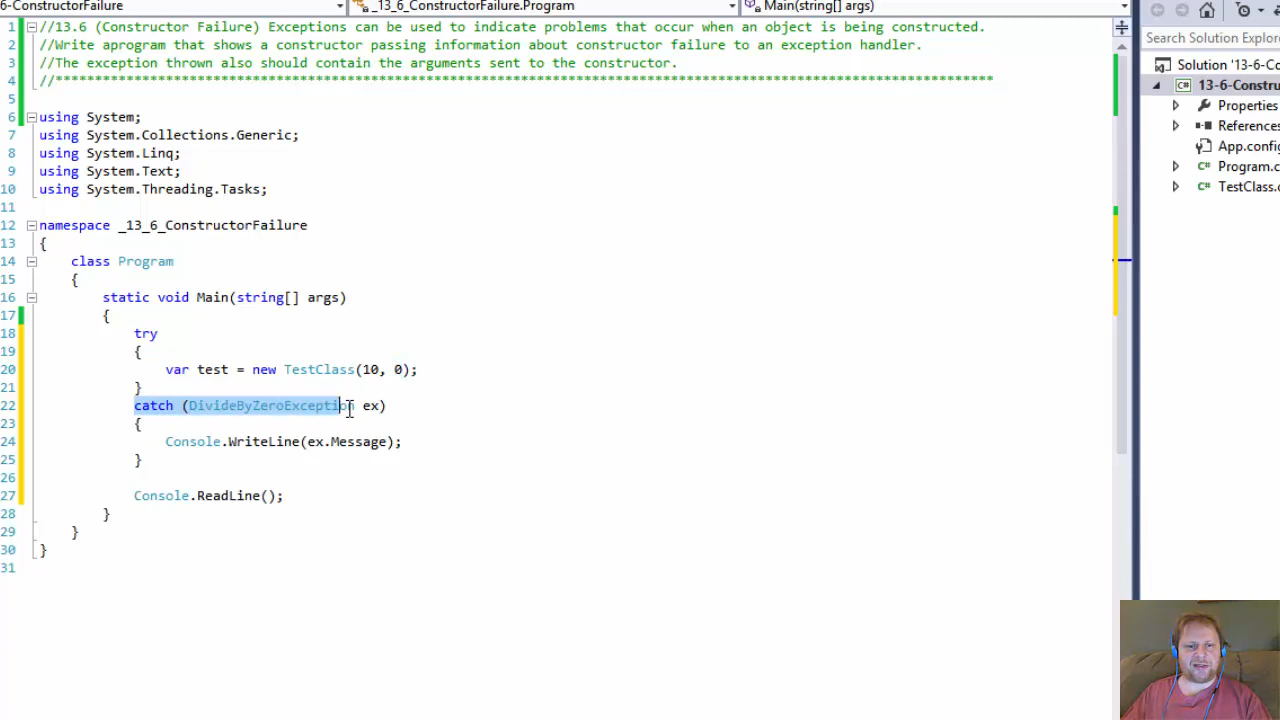 6-ConstructorFailure _13_6_ConstructorFailure.Program Main(string[] args)
1 //13.6 (Constructor Failure) Exceptions can be used to indicate problems that occur when an object is being constructed.
2 //Write aprogram that shows a constructor passing information about constructor failure to an exception handler.
3 //The exception thrown also should contain the arguments sent to the constructor.
4 //***********************************************************************************************************************
5
6 using System;
7 using System.Collections.Generic;
8 using System.Linq;
9 using System.Text;
10 using System.Threading.Tasks;
11
12 namespace _13_6_ConstructorFailure
13 {
14 class Program
15 {
16 static void Main(string[] args)
17 {
18 try
19 {
20 var test = new TestClass(10, 0);
21 }
22 catch (DivideByZeroException ex)
23 {
24 Console.WriteLine(ex.Message);
25 }
26
27 Console.ReadLine();
28 }
29 }
30 }
31
Search Solution Explor
Solution '13-6-Co
C# 13-6-Constru
Properties
References
App.config
C# Program.c
C# TestClass.c